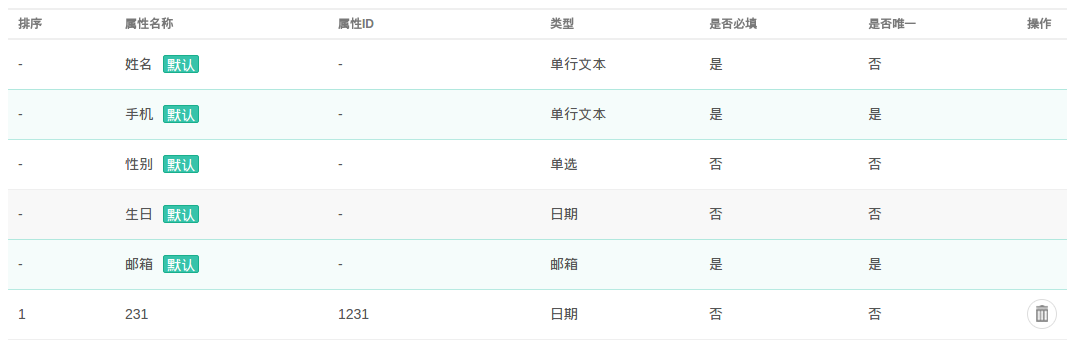 排序 属性名称 属性ID 类型 是否必填 是否唯一 操作
- 姓名 默认 - 单行文本 是 否
- 手机 默认 - 单行文本 是 是
- 性别 默认 - 单选 否 否
- 生日 默认 - 日期 否 否
- 邮箱 默认 - 邮箱 是 是
1 231 1231 日期 否 否